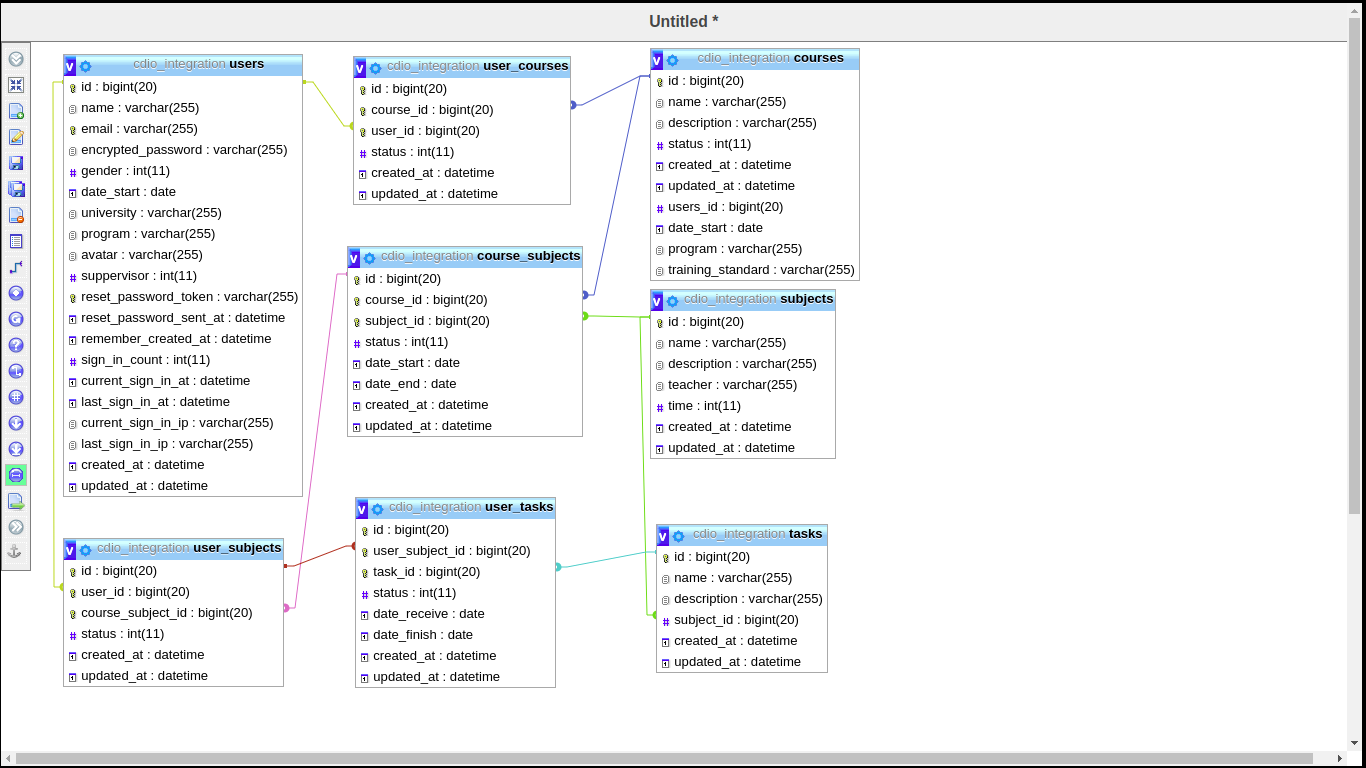 Untitled *
cdio_integration users
id : bigint(20)
name : varchar(255)
email : varchar(255)
encrypted_password : varchar(255)
gender : int(11)
date_start : date
university : varchar(255)
program : varchar(255)
avatar : varchar(255)
suppervisor : int(11)
reset_password_token : varchar(255)
reset_password_sent_at : datetime
remember_created_at : datetime
sign_in_count : int(11)
current_sign_in_at : datetime
last_sign_in_at : datetime
current_sign_in_ip : varchar(255)
last_sign_in_ip : varchar(255)
created_at : datetime
updated_at : datetime
cdio_integration user_courses
id : bigint(20)
course_id : bigint(20)
user_id : bigint(20)
status : int(11)
created_at : datetime
updated_at : datetime
cdio_integration courses
id : bigint(20)
name : varchar(255)
description : varchar(255)
status : int(11)
created_at : datetime
updated_at : datetime
users_id : bigint(20)
date_start : date
program : varchar(255)
training_standard : varchar(255)
cdio_integration course_subjects
id : bigint(20)
course_id : bigint(20)
subject_id : bigint(20)
status : int(11)
date_start : date
date_end : date
created_at : datetime
updated_at : datetime
cdio_integration subjects
id : bigint(20)
name : varchar(255)
description : varchar(255)
teacher : varchar(255)
time : int(11)
created_at : datetime
updated_at : datetime
cdio_integration user_subjects
id : bigint(20)
user_id : bigint(20)
course_subject_id : bigint(20)
status : int(11)
created_at : datetime
updated_at : datetime
cdio_integration user_tasks
id : bigint(20)
user_subject_id : bigint(20)
task_id : bigint(20)
status : int(11)
date_receive : date
date_finish : date
created_at : datetime
updated_at : datetime
cdio_integration tasks
id : bigint(20)
name : varchar(255)
description : varchar(255)
subject_id : bigint(20)
created_at : datetime
updated_at : datetime